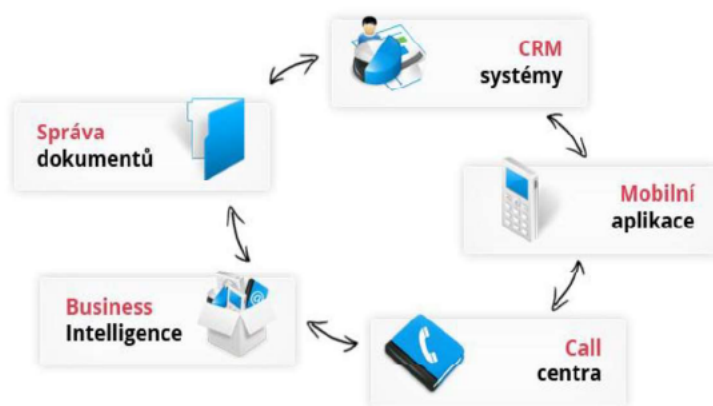 CRM
systémy
Správa
dokumentů
Mobilní
aplikace
Business
Intelligence
Call
centra